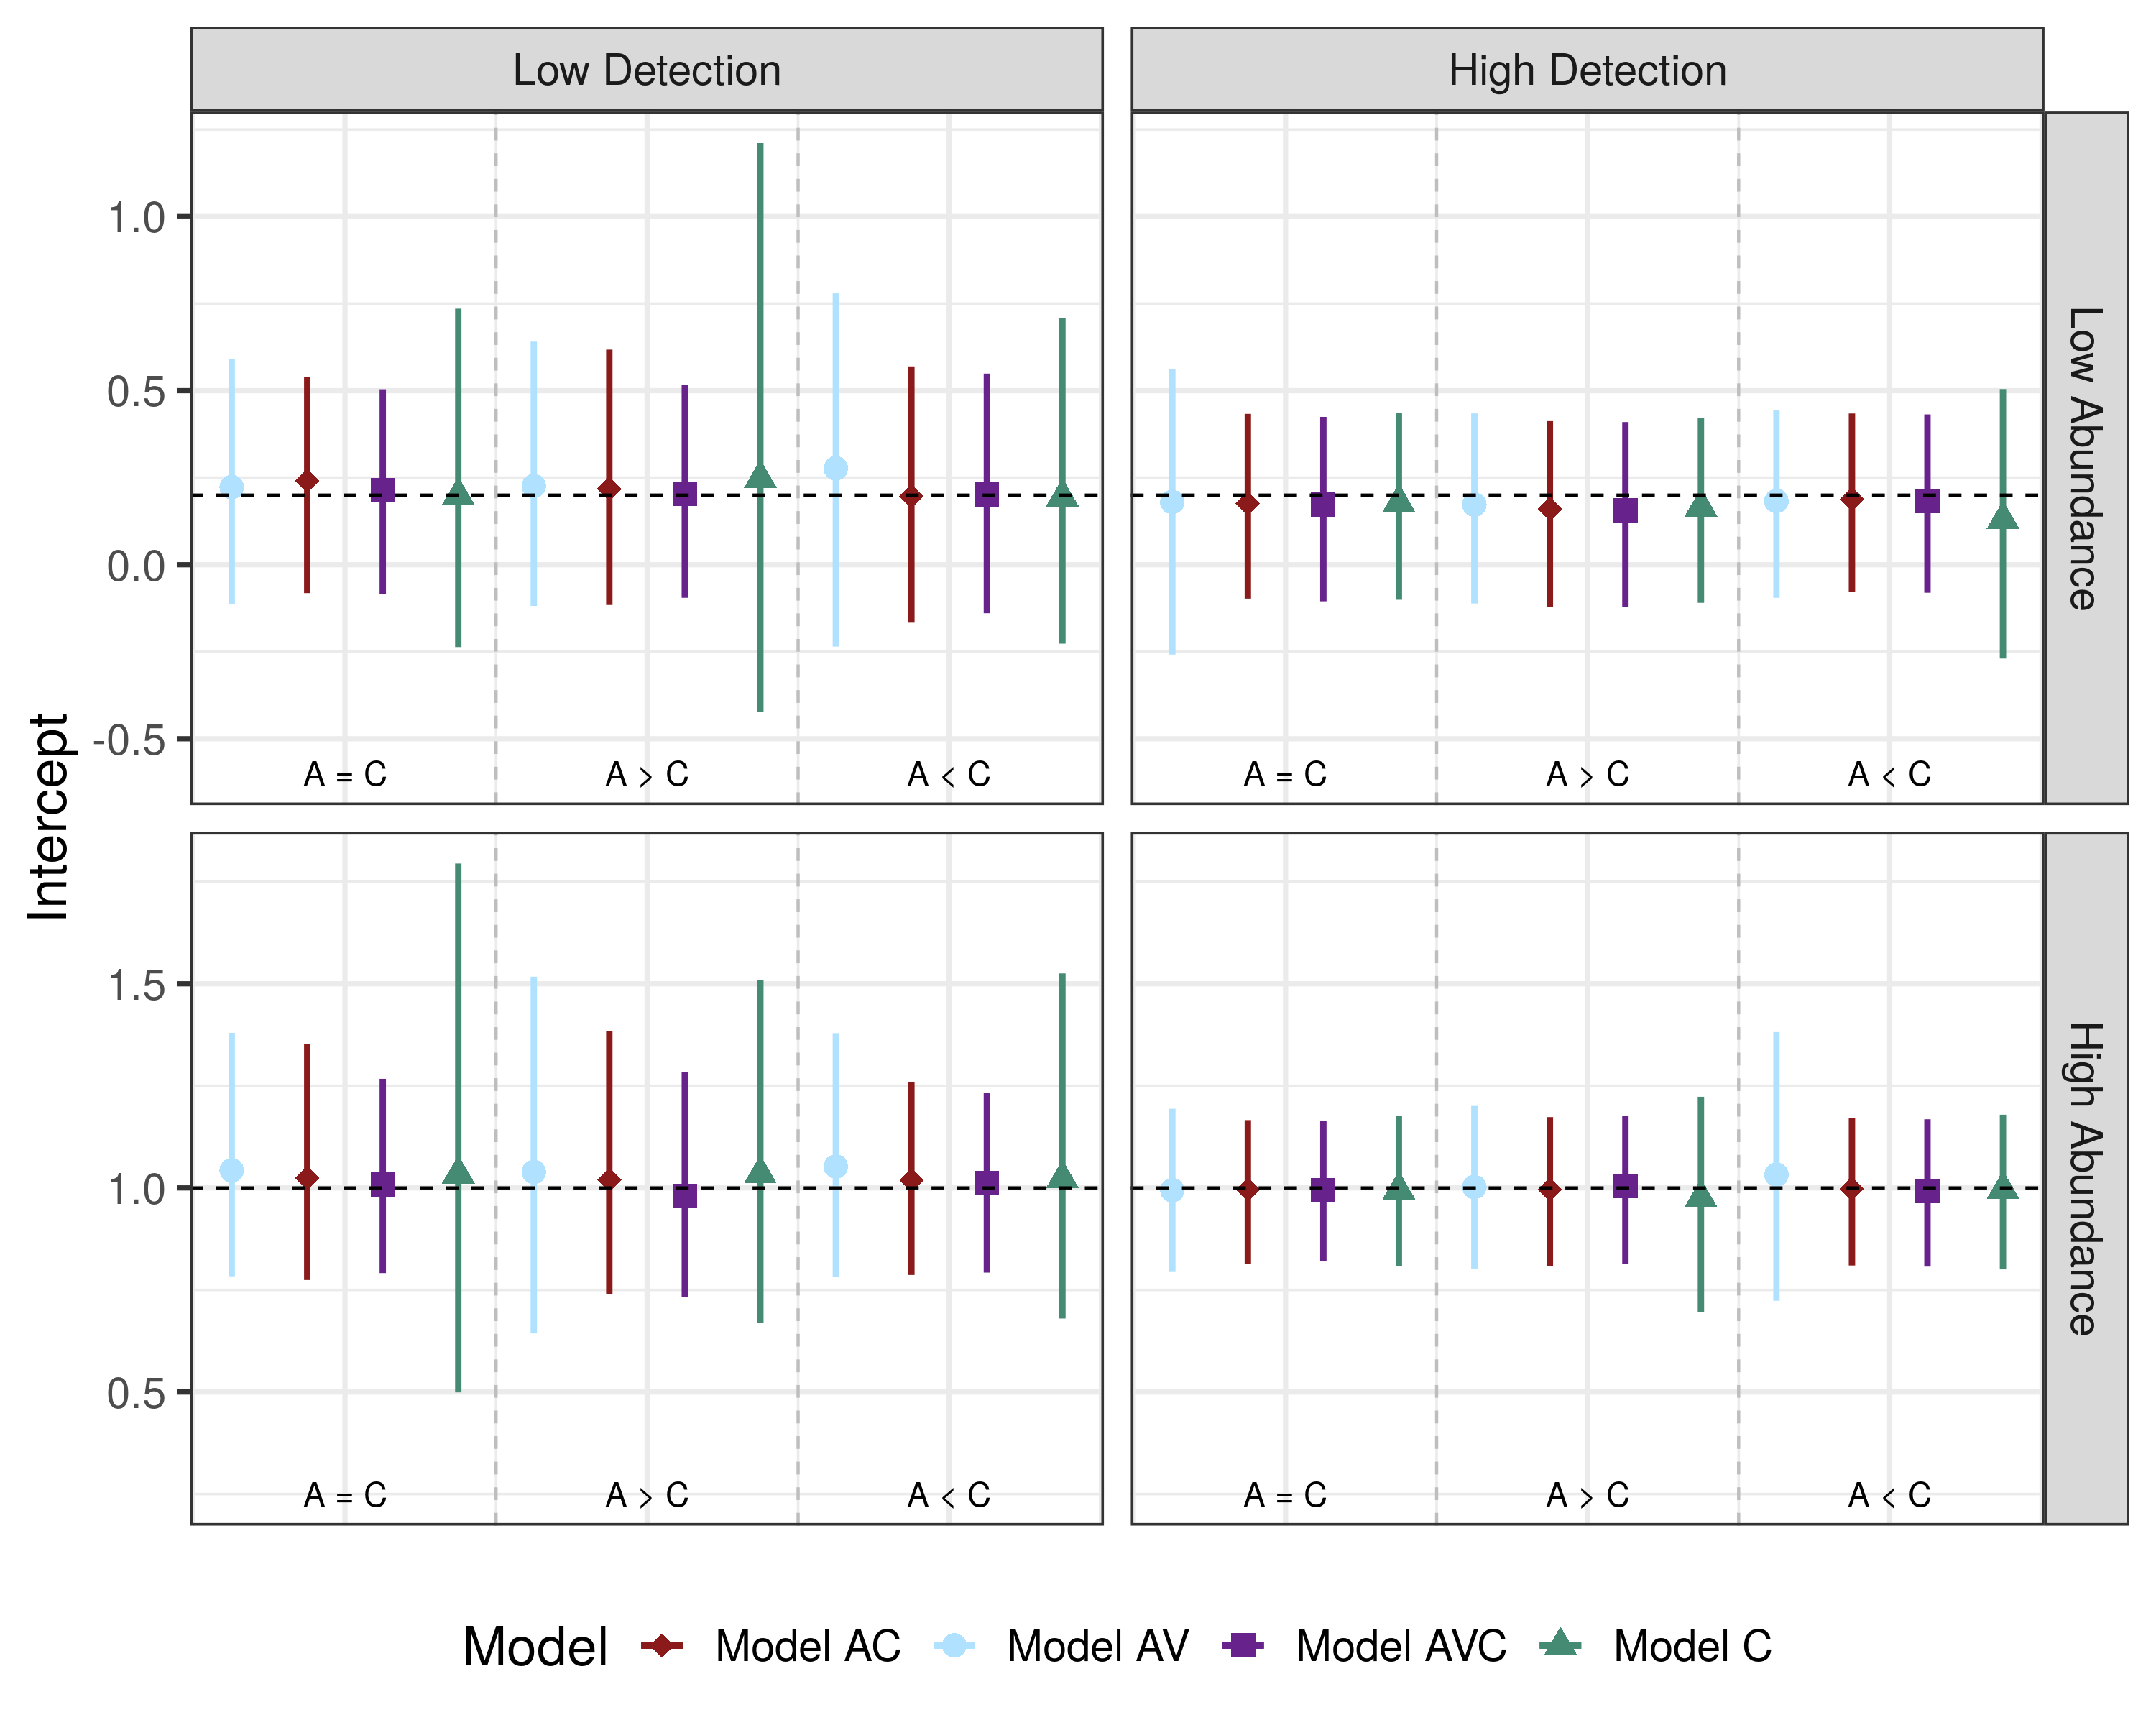 Low Detection
High Detection
Low Abundance
1.0
0.5
0.0
-0.5
A = C
A > C
A < C
A = C
A > C
A < C
Intercept
High Abundance
1.5
1.0
0.5
A = C
A > C
A < C
A = C
A > C
A < C
Model Model AC Model AV Model AVC Model C